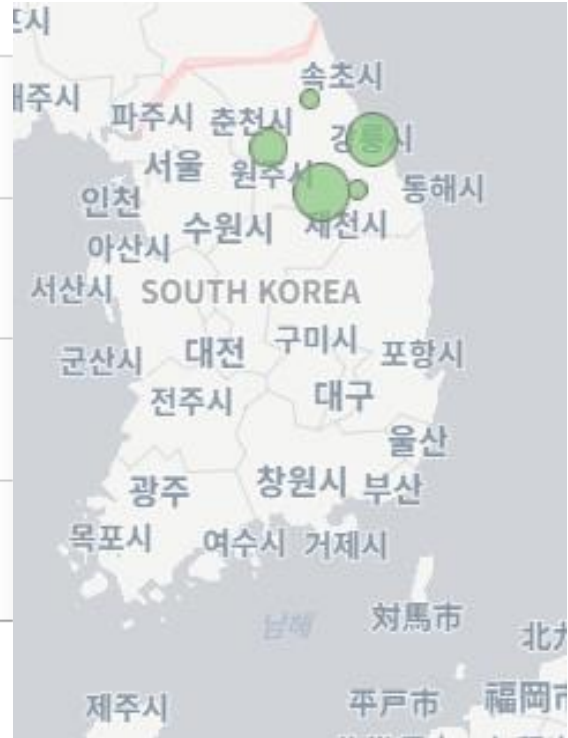 속초시
파주시 춘천시
강릉시
서울 원주시
동해시
인천
수원시 제천시
아산시
서산시 SOUTH KOREA
구미시
군산시 대전 포항시
전주시 대구
울산
광주 창원시 부산
목포시 여수시 거제시
남해
対馬市
제주시 平戸市 福岡市